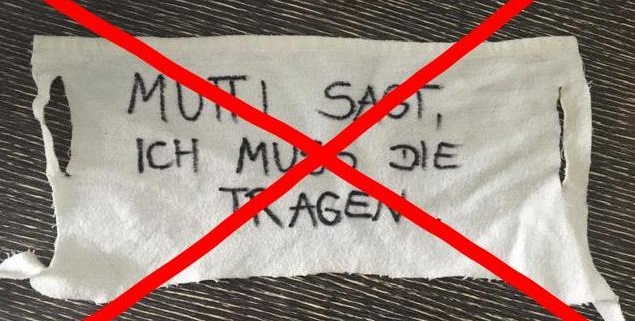 MUTTI SAGT,
ICH MUSS DIE
TRAGEN.